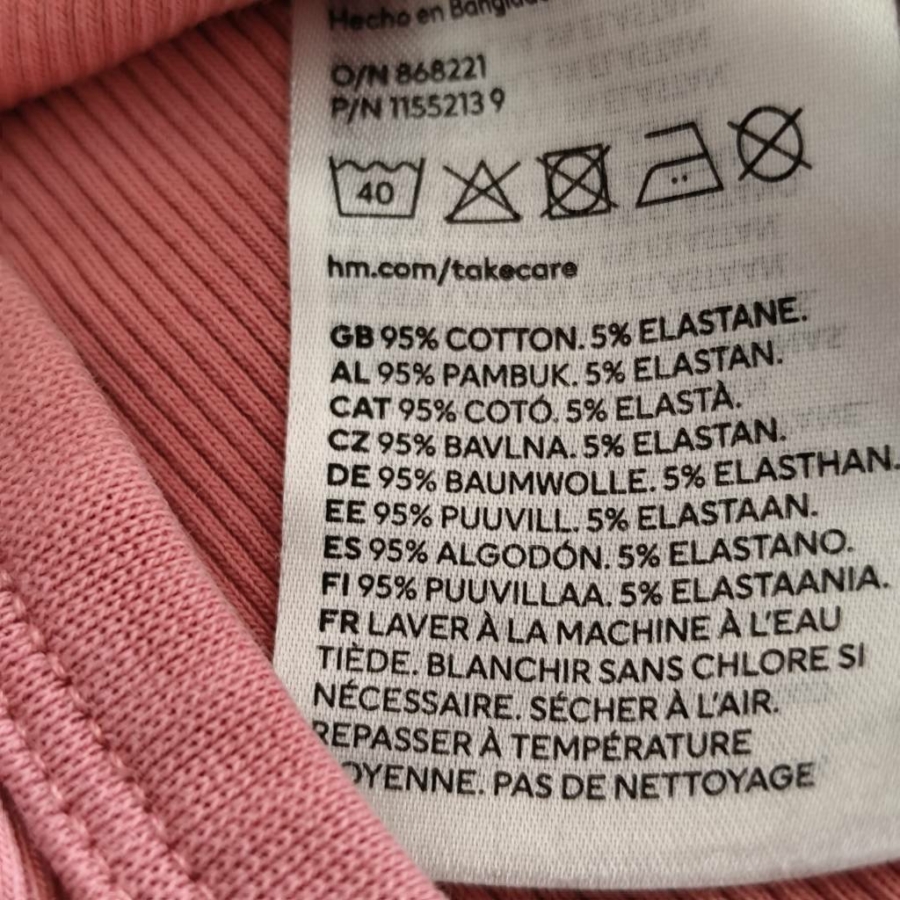 Hecho en
O/N 868221
P/N 1155213 9
40
hm.com/takecare
GB 95% COTTON. 5% ELASTANE.
AL 95% PAMBUK. 5% ELASTAN.
CAT 95% COTÓ. 5% ELASTÀ.
CZ 95% BAVLNA. 5% ELASTAN.
DE 95% BAUMWOLLE. 5% ELASTHAN.
EE 95% PUUVILL. 5% ELASTAAN.
ES 95% ALGODÓN. 5% ELASTANO.
FI 95% PUUVILLAA. 5% ELASTAANIA.
FR LAVER À LA MACHINE À L'EAU
TIÈDE. BLANCHIR SANS CHLORE SI
NÉCESSAIRE. SÉCHER À L'AIR.
REPASSER À TEMPÉRATURE
OYENNE. PAS DE NETTOYAGE